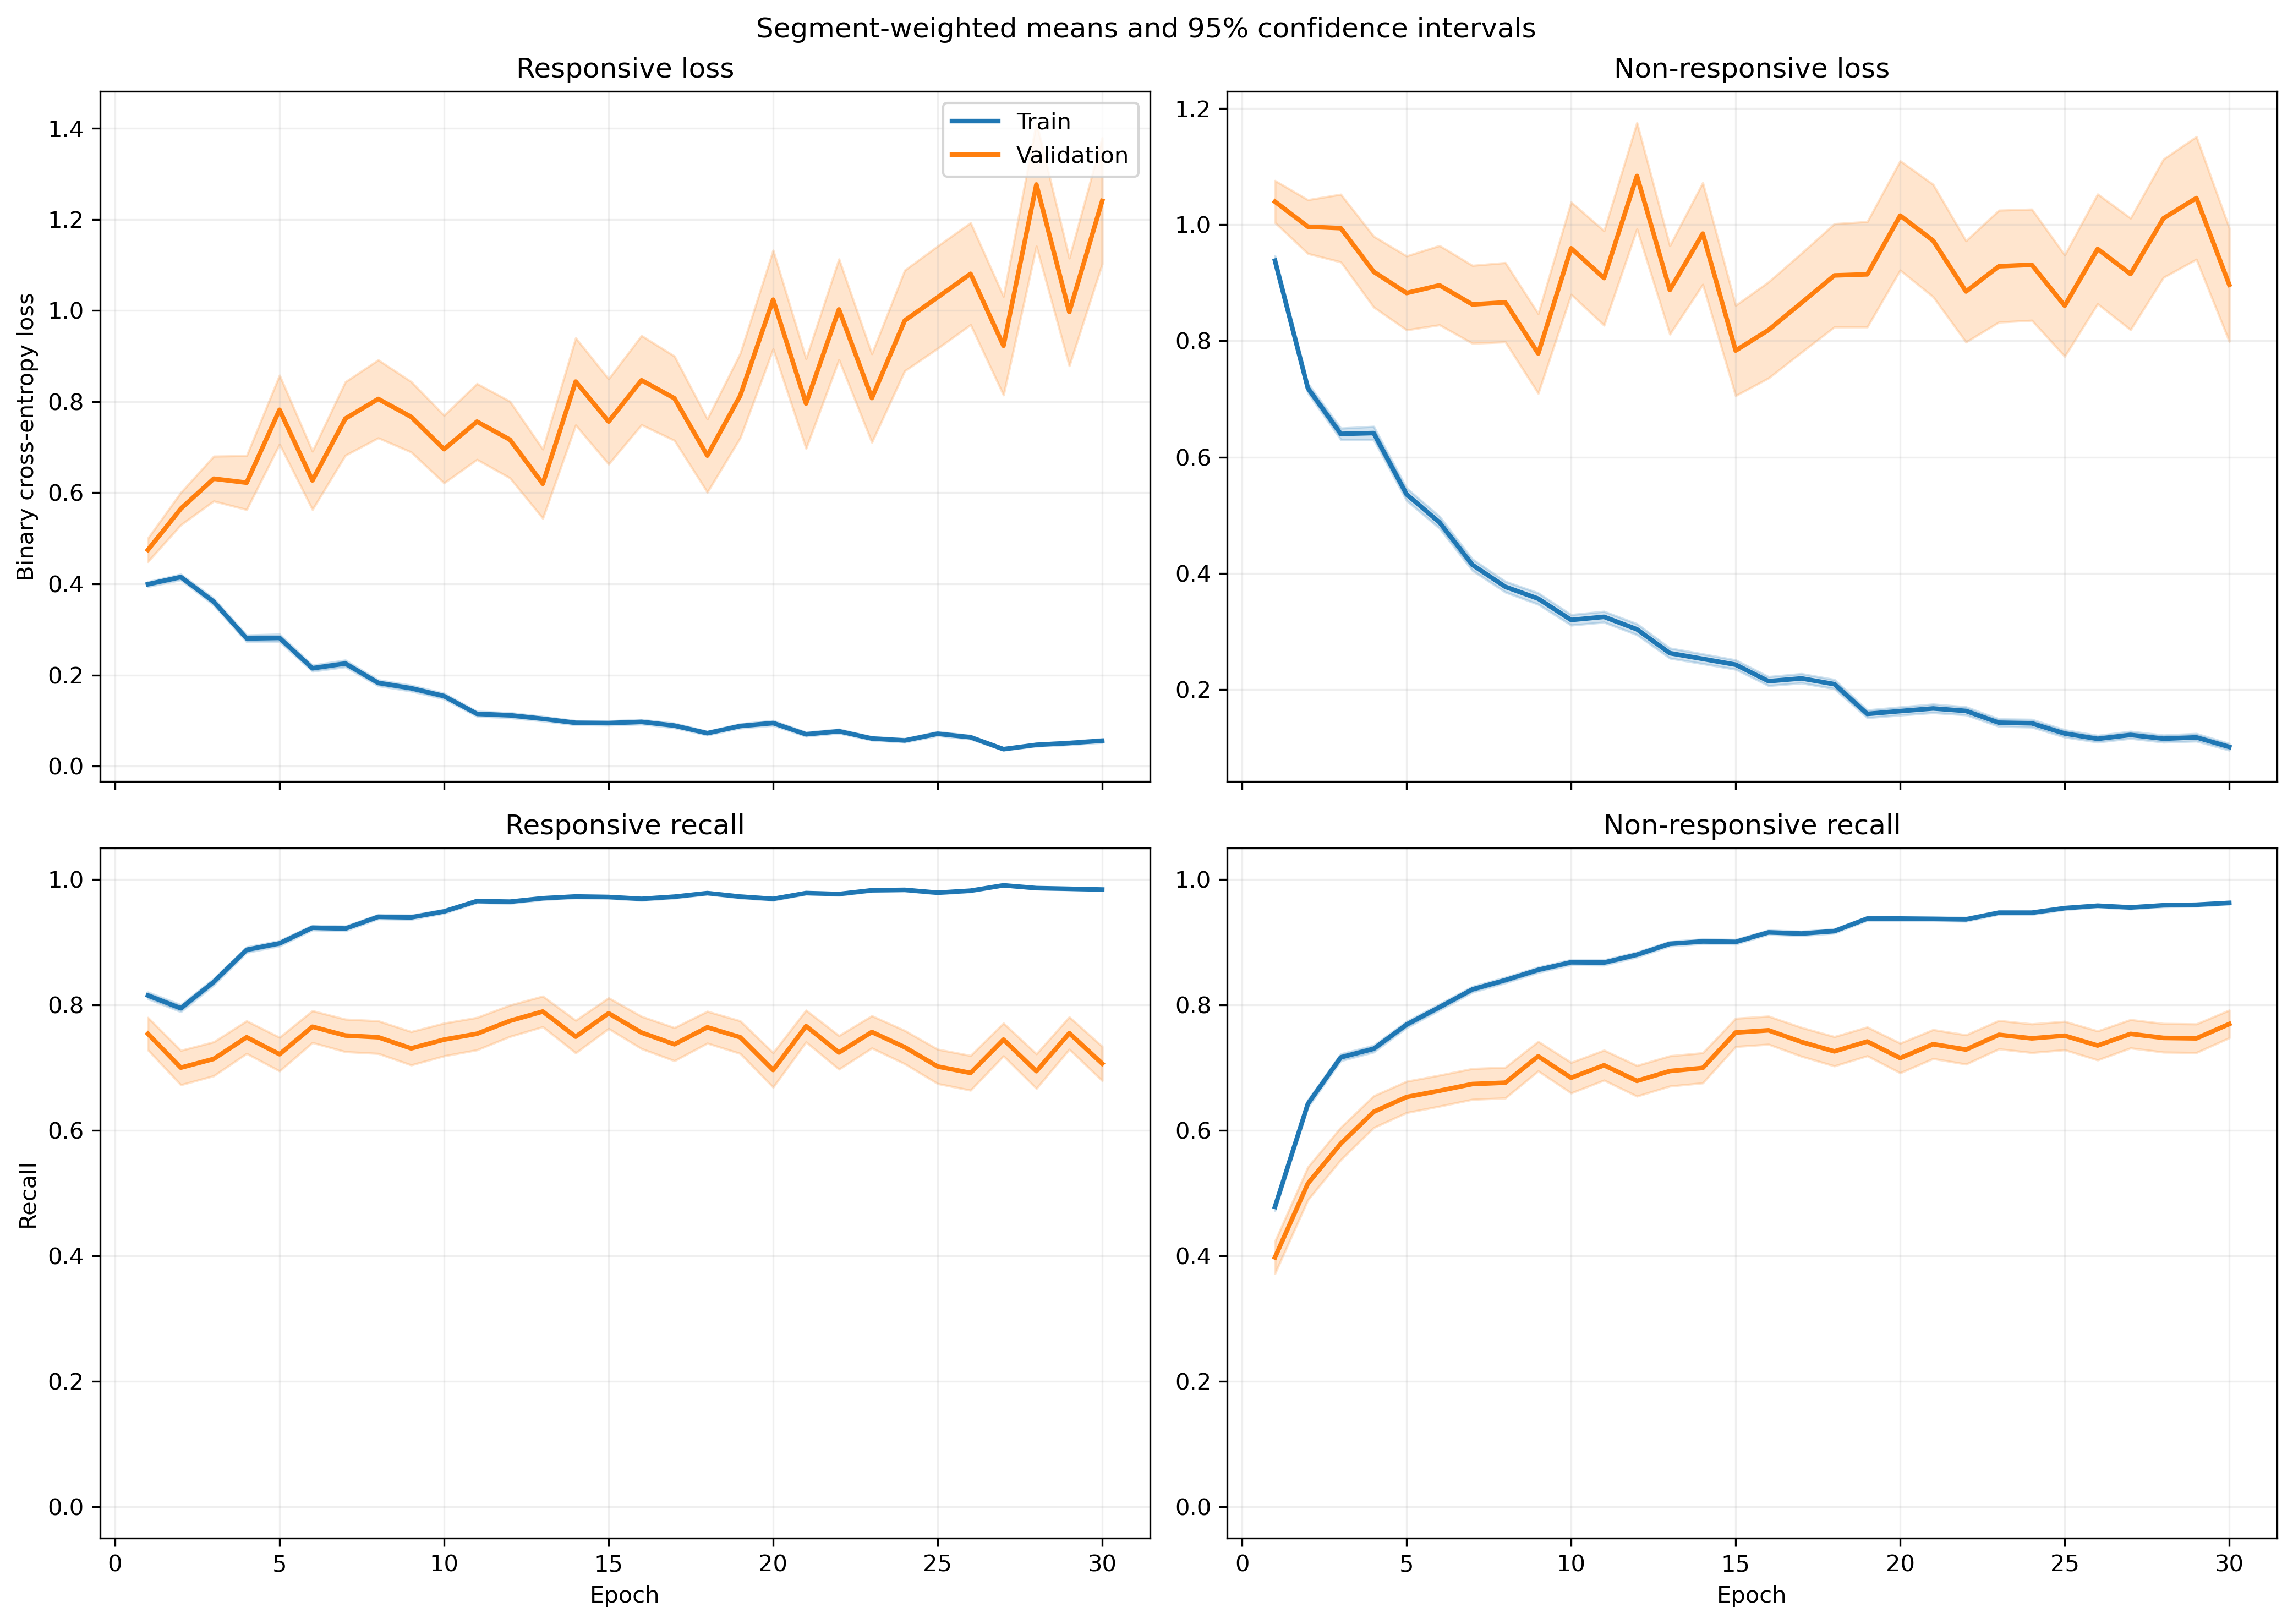 Segment-weighted means and 95% confidence intervals
Responsive loss
Non-responsive loss
Binary cross-entropy loss
1.4
1.2
1.0
0.8
0.6
0.4
0.2
0.0
Train
Validation
1.2
1.0
0.8
0.6
0.4
0.2
Responsive recall
Non-responsive recall
Recall
1.0
0.8
0.6
0.4
0.2
0.0
0 5 10 15 20 25 30
Epoch
1.0
0.8
0.6
0.4
0.2
0.0
0 5 10 15 20 25 30
Epoch